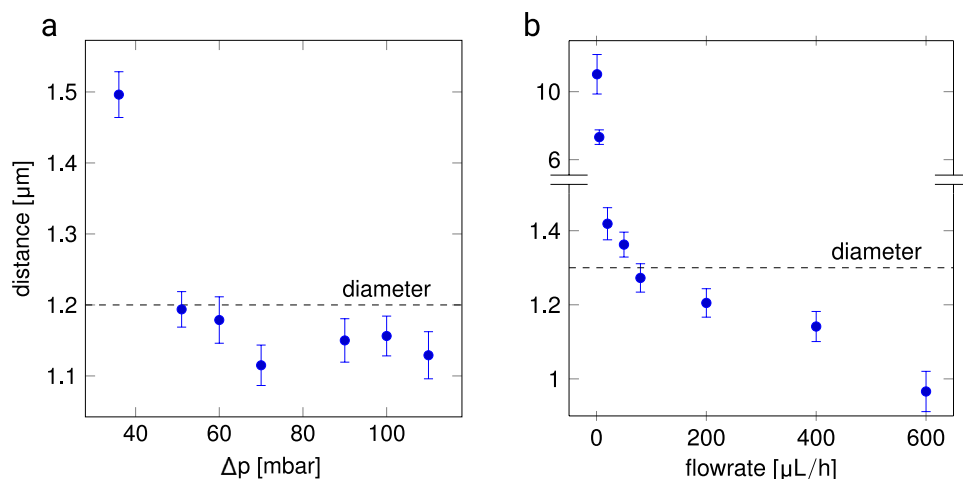 a
distance [µm]
1.5
1.4
1.3
1.2
1.1
diameter
40
60
80
100
Δp [mbar]
b
10
6
1.4
1.2
1
diameter
0
200
400
600
flowrate [µL/h]